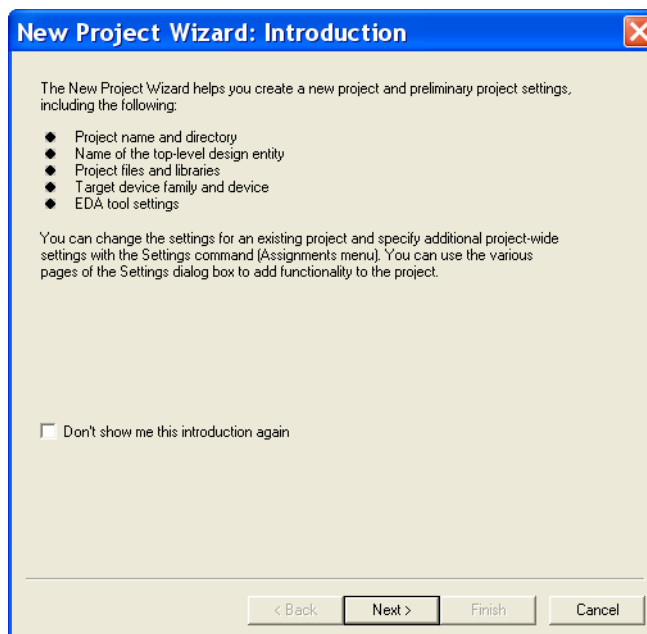 New Project Wizard: Introduction
The New Project Wizard helps you create a new project and preliminary project settings,
including the following:
Project name and directory
Name of the top-level design entity
Project files and libraries
Target device family and device
EDA tool settings
You can change the settings for an existing project and specify additional project-wide
settings with the Settings command (Assignments menu). You can use the various
pages of the Settings dialog box to add functionality to the project.
Don't show me this introduction again
< Back Next > Finish Cancel